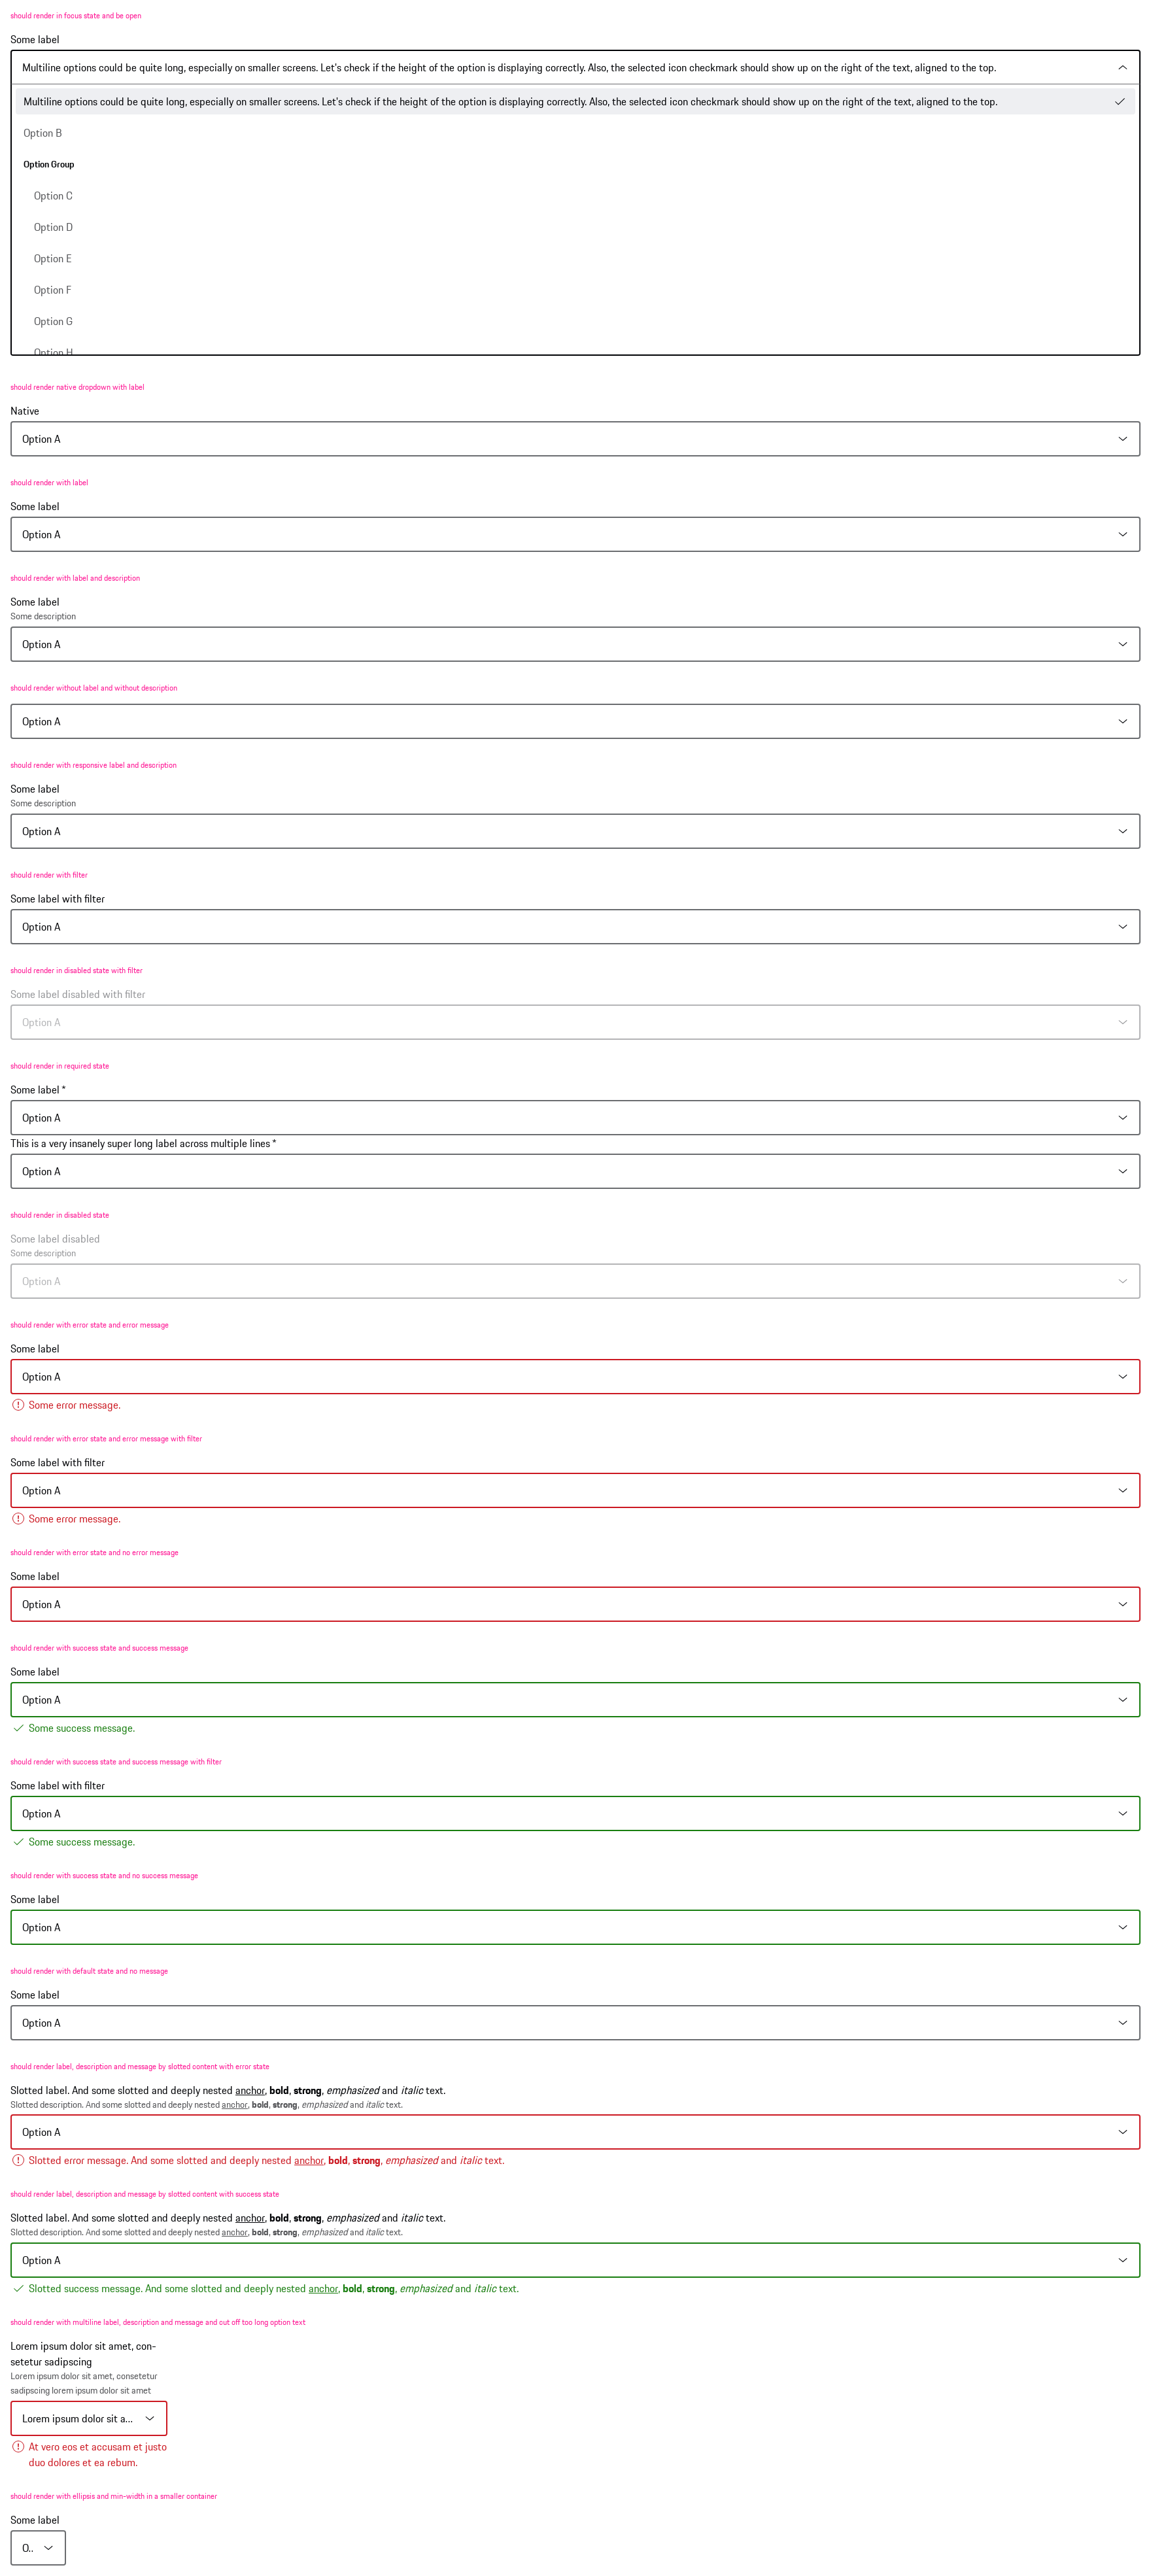 should render in focus state and be open
Some label
Multiline options could be quite long, especially on smaller screens. Let's check if the height of the option is displaying correctly. Also, the selected icon checkmark should show up on the right of the text, aligned to the top.
Multiline options could be quite long, especially on smaller screens. Let's check if the height of the option is displaying correctly. Also, the selected icon checkmark should show up on the right of the text, aligned to the top.
Option B
Option Group
Option C
Option D
Option E
Option F
Option G
Option H
should render native dropdown with label
Native
Option A
should render with label
Some label
Option A
should render with label and description
Some label
Some description
Option A
should render without label and without description
Option A
should render with responsive label and description
Some label
Some description
Option A
should render with filter
Some label with filter
Option A
should render in disabled state with filter
Some label disabled with filter
Option A
should render in required state
Some label *
Option A
This is a very insanely super long label across multiple lines *
Option A
should render in disabled state
Some label disabled
Some description
Option A
should render with error state and error message
Some label
Option A
Some error message.
should render with error state and error message with filter
Some label with filter
Option A
Some error message.
should render with error state and no error message
Some label
Option A
should render with success state and success message
Some label
Option A
Some success message.
should render with success state and success message with filter
Some label with filter
Option A
Some success message.
should render with success state and no success message
Some label
Option A
should render with default state and no message
Some label
Option A
should render label, description and message by slotted content with error state
Slotted label. And some slotted and deeply nested anchor, bold, strong, emphasized and italic text.
Slotted description. And some slotted and deeply nested anchor, bold, strong, emphasized and italic text.
Option A
Slotted error message. And some slotted and deeply nested anchor, bold, strong, emphasized and italic text.
should render label, description and message by slotted content with success state
Slotted label. And some slotted and deeply nested anchor, bold, strong, emphasized and italic text.
Slotted description. And some slotted and deeply nested anchor, bold, strong, emphasized and italic text.
Option A
Slotted success message. And some slotted and deeply nested anchor, bold, strong, emphasized and italic text.
should render with multiline label, description and message and cut off too long option text
Lorem ipsum dolor sit amet, con-
setetur sadipscing
Lorem ipsum dolor sit amet, consetetur
sadipscing lorem ipsum dolor sit amet
Lorem ipsum dolor sit a...
At vero eos et accusam et justo
duo dolores et ea rebum.
should render with ellipsis and min-width in a smaller container
Some label
O..